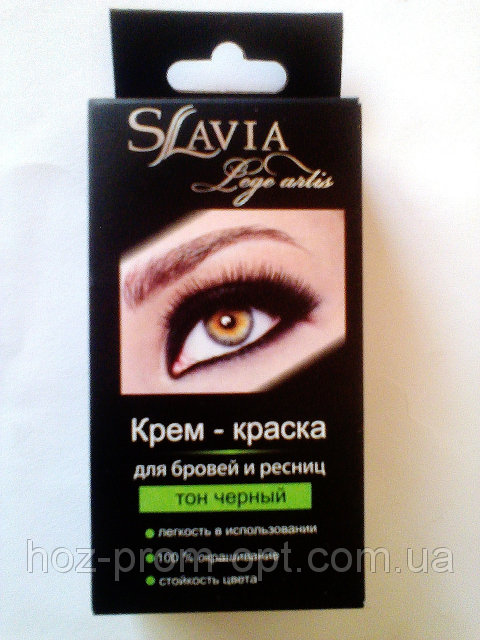 SLAVIA
Lege artis
Крем - краска
для бровей и ресниц
тон черный
легкость в использовании
100 % окрашивание
стойкость цвета
hoz-prom-opt.com.ua